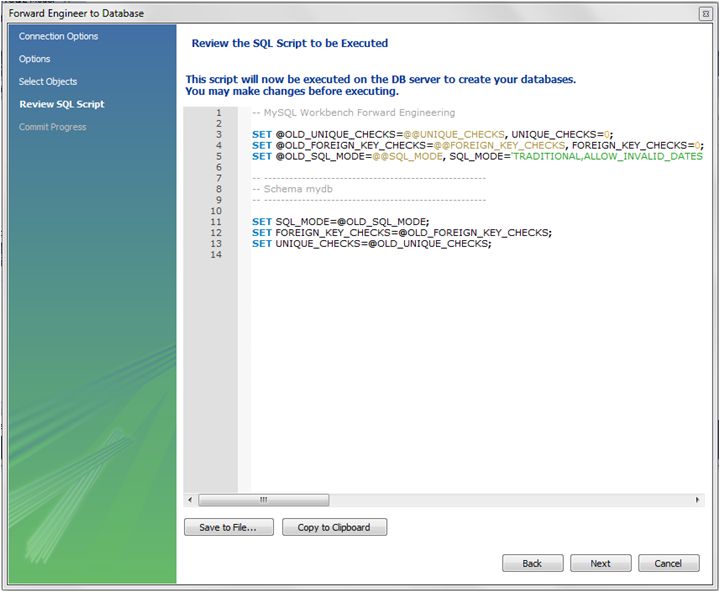 Forward Engineer to Database
Connection Options
Options
Select Objects
Review SQL Script
Commit Progress
Review the SQL Script to be Executed
This script will now be executed on the DB server to create your databases.
You may make changes before executing.
1 -- MySQL Workbench Forward Engineering
2
3 SET @OLD_UNIQUE_CHECKS=@@UNIQUE_CHECKS, UNIQUE_CHECKS=0;
4 SET @OLD_FOREIGN_KEY_CHECKS=@@FOREIGN_KEY_CHECKS, FOREIGN_KEY_CHECKS=0;
5 SET @OLD_SQL_MODE=@@SQL_MODE, SQL_MODE='TRADITIONAL,ALLOW_INVALID_DATES
6
7 -- -----------------------------------------------------
8 -- Schema mydb
9 -- -----------------------------------------------------
10
11 SET SQL_MODE=@OLD_SQL_MODE;
12 SET FOREIGN_KEY_CHECKS=@OLD_FOREIGN_KEY_CHECKS;
13 SET UNIQUE_CHECKS=@OLD_UNIQUE_CHECKS;
14
Save to File...
Copy to Clipboard
Back
Next
Cancel